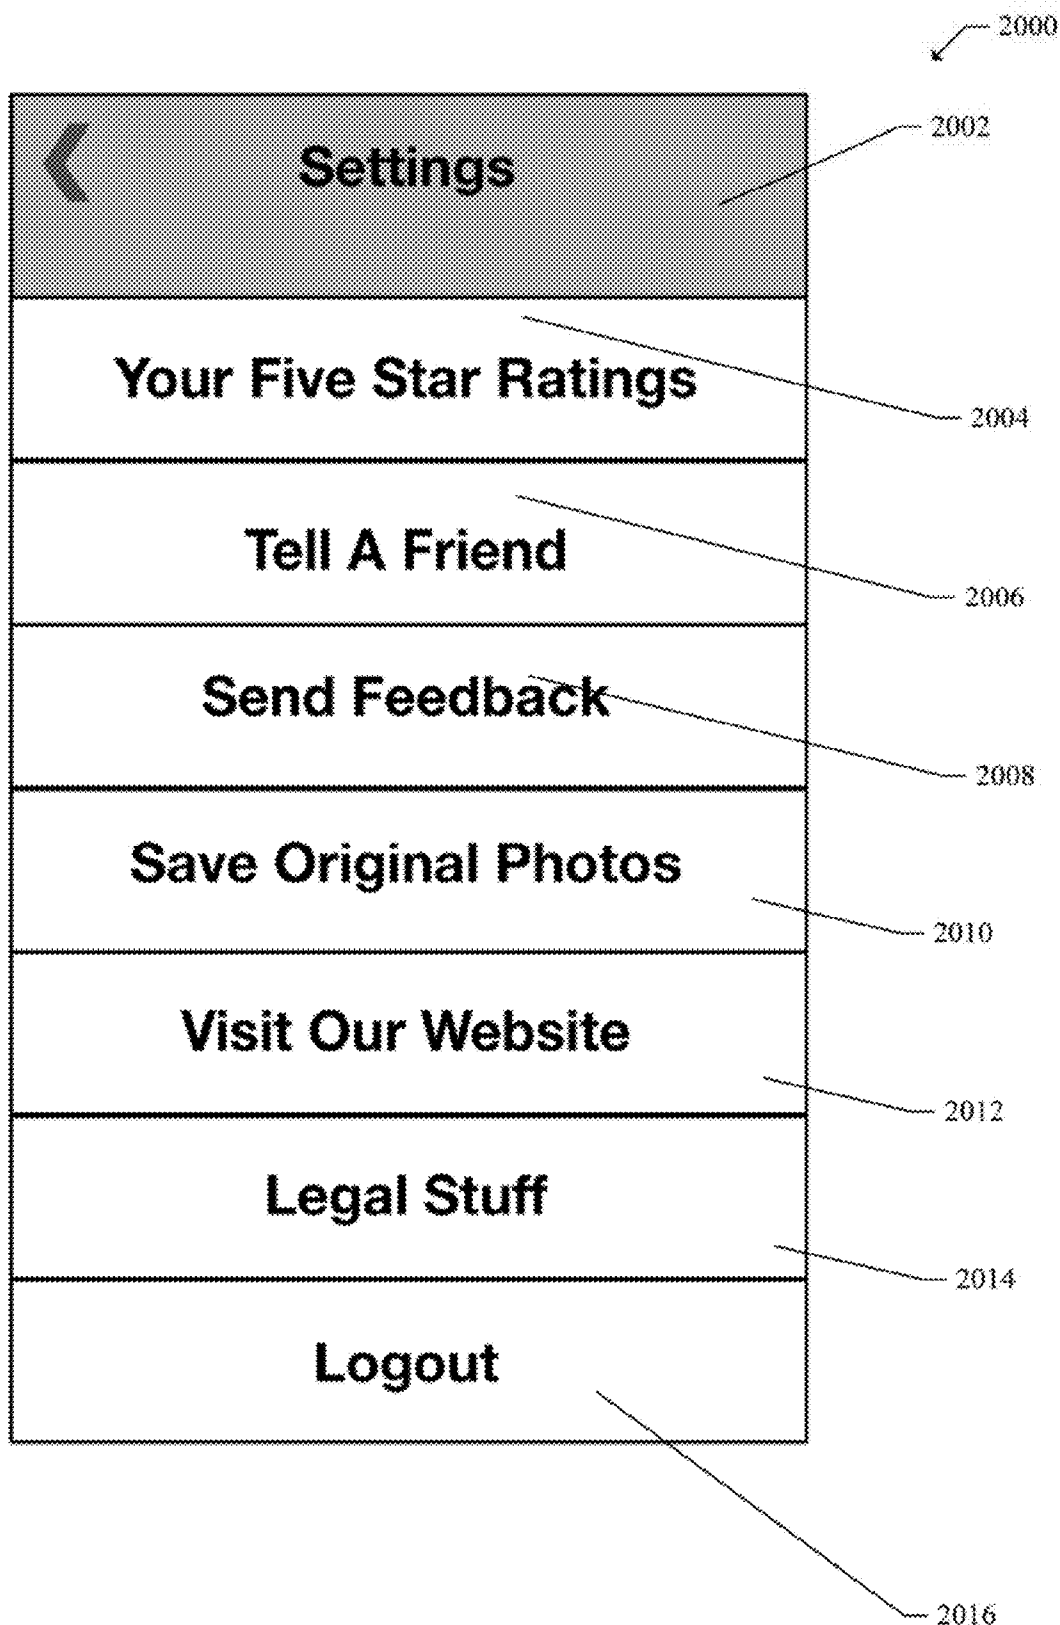 2000
2002
Settings
Your Five Star Ratings
2004
Tell A Friend
2006
Send Feedback
2008
Save Original Photos
2010
Visit Our Website
2012
Legal Stuff
2014
Logout
2016